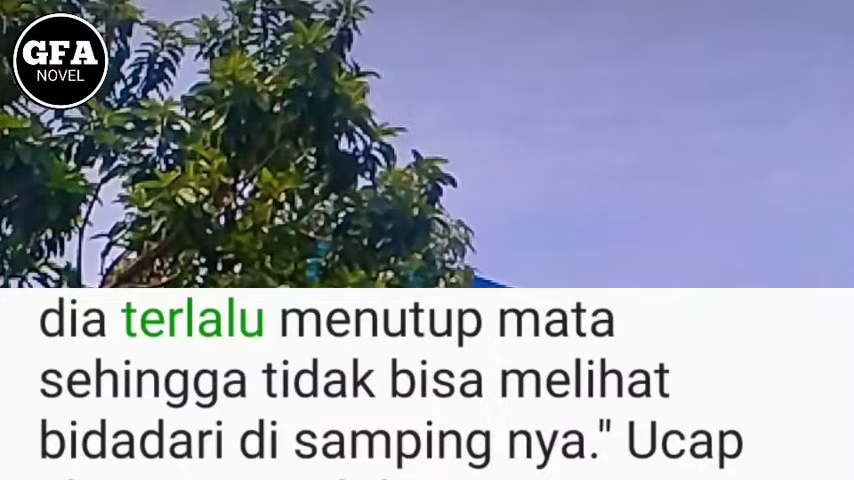 GFA
NOVEL
dia terlalu menutup mata
sehingga tidak bisa melihat
bidadari di samping nya." Ucap